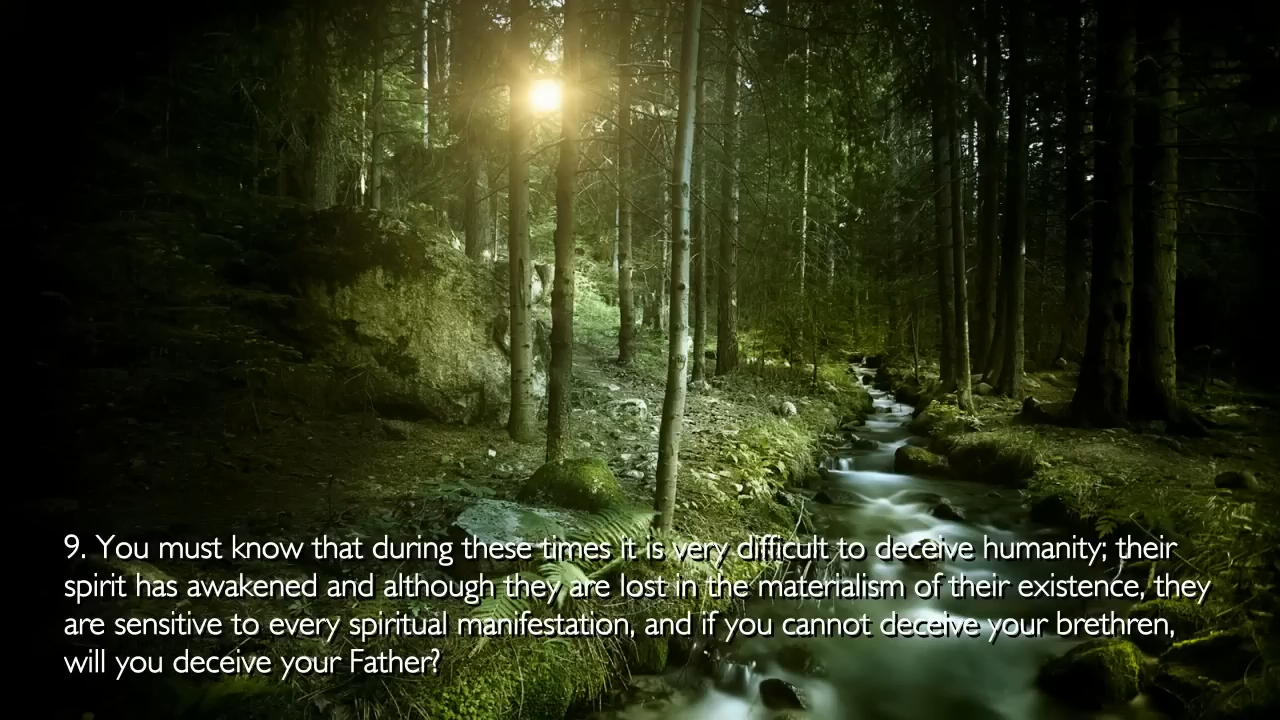 9. You must know that during these times it is very difficult to deceive humanity; their
spirit has awakened and although they are lost in the materialism of their existence, they
are sensitive to every spiritual manifestation, and if you cannot deceive your brethren,
will you deceive your Father?